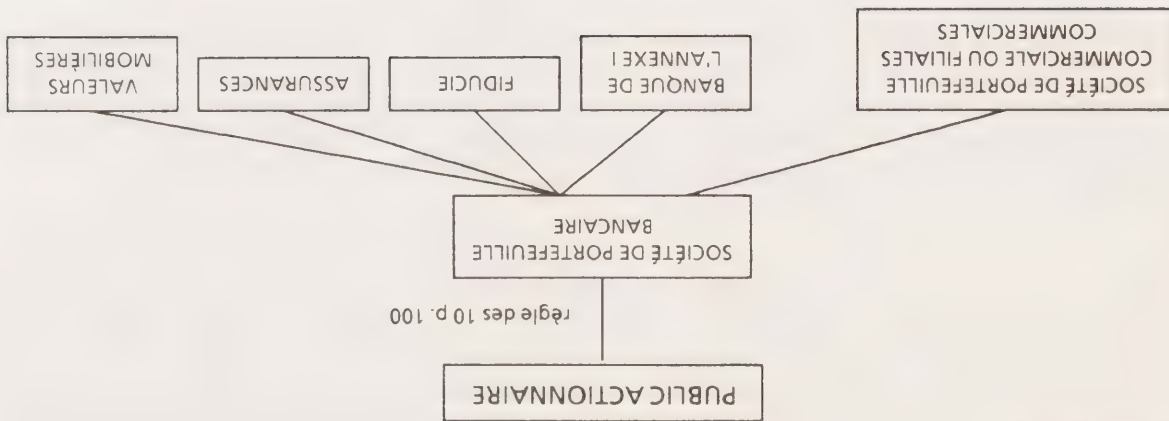 PUBLIC ACTIONNAIRE
règle des 10 p. 100
SOCIÉTÉ DE PORTEFEUILLE
BANCAIRE
SOCIÉTÉ DE PORTEFEUILLE
COMMERCIALE OU FILIALES
COMMERCIALES
BANQUE DE
L'ANNEXE I
FIDUCIE
ASSURANCES
VALEURS
MOBILIÈRES